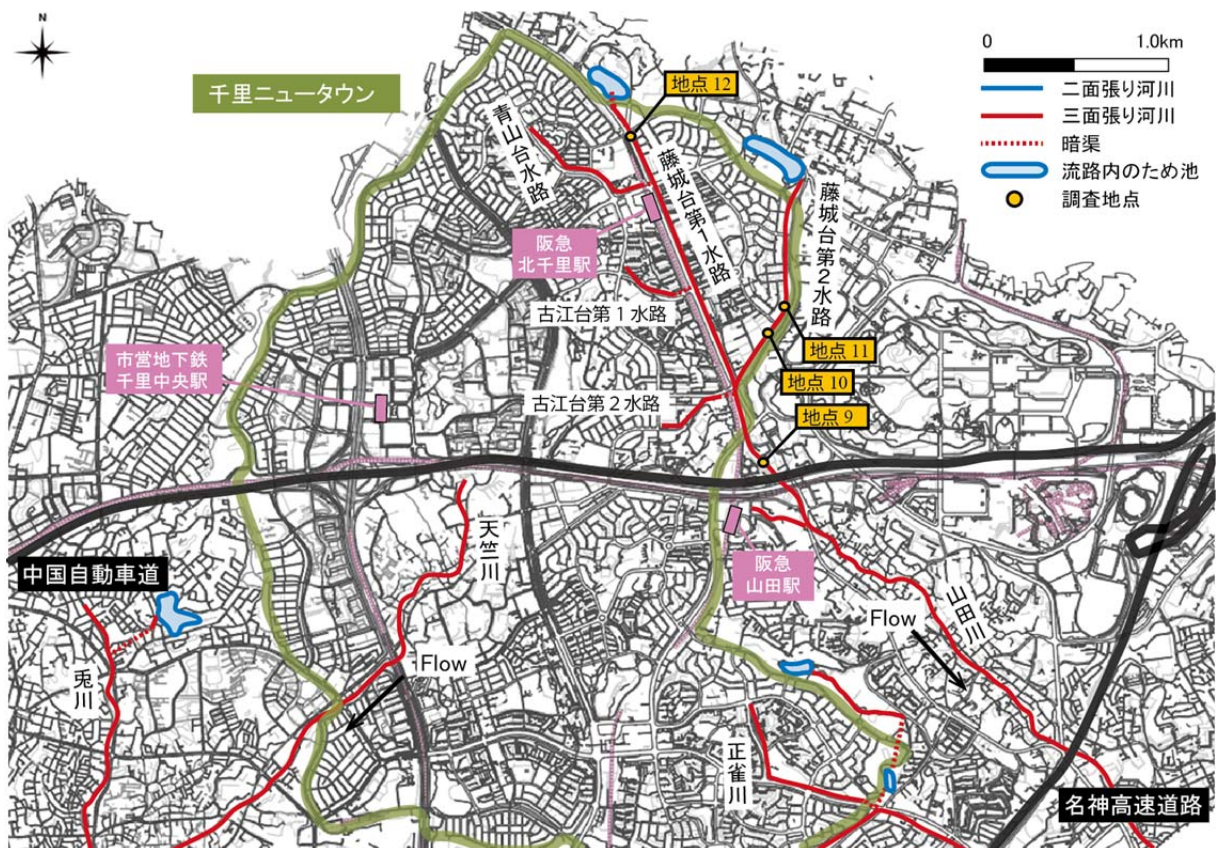 N
0 1.0km
二面張り河川
三面張り河川
暗渠
流路内のため池
調査地点
千里ニュータウン
地点 12
青山台水路
藤城台第1水路
藤城台第2水路
阪急
北千里駅
古江台第1水路
地点 11
市営地下鉄
千里中央駅
地点 10
古江台第2水路
地点 9
天竺川
中国自動車道
阪急
山田駅
山田川
Flow
Flow
兎川
正雀川
名神高速道路